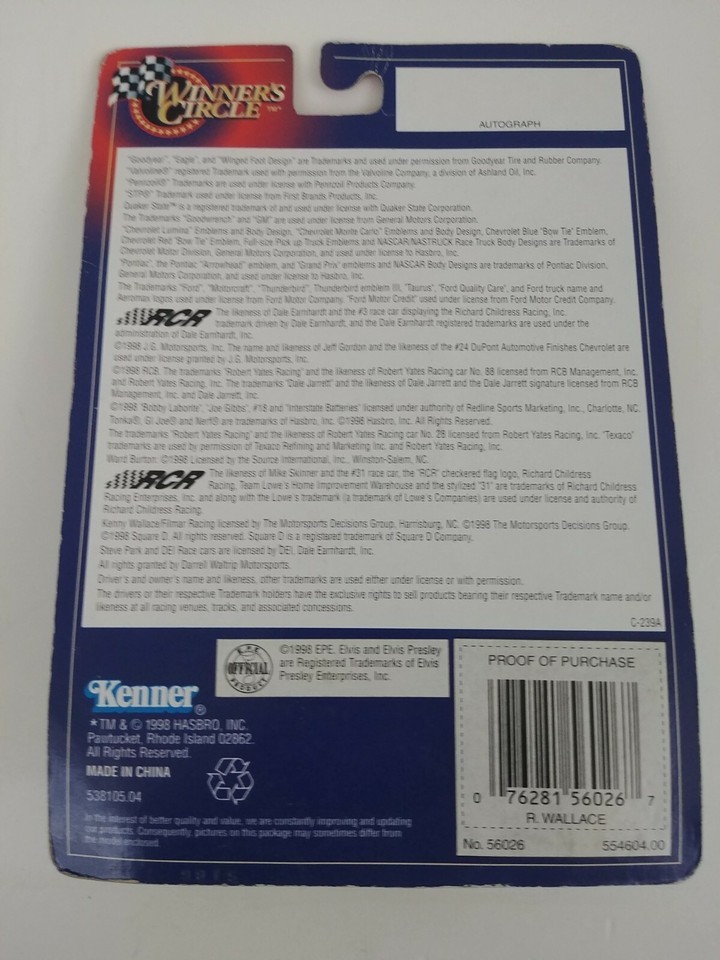 WINNER'S
CIRCLE™
AUTOGRAPH
"Goodyear", "Eagle", and "Winged Foot Design" are Trademarks and used under permission from Goodyear Tire and Rubber Company.
"Valvoline®" registered Trademark used with permission from the Valvoline Company, a division of Ashland Oil, Inc.
"Pennzoil®" Trademarks are used under license with Pennzoil Products Company.
"STP®" Trademark used under license from First Brands Products, Inc.
Quaker State™ is a registered trademark of and used under license with Quaker State Corporation.
The Trademarks "Goodwrench" and "GM" are used under license from General Motors Corporation.
"Chevrolet Lumina" Emblems and Body Design, "Chevrolet Monte Carlo" Emblems and Body Design, Chevrolet Blue "Bow Tie" Emblem,
Chevrolet Red "Bow Tie" Emblem, Full-size Pick up Truck Emblems and NASCAR/NASTRUCK Race Truck Body Designs are Trademarks of
Chevrolet Motor Division, General Motors Corporation, and used under license to Hasbro, Inc.
"Pontiac", the Pontiac "Arrowhead" emblem, and "Grand Prix" emblems and NASCAR Body Designs are trademarks of Pontiac Division,
General Motors Corporation, and used under license to Hasbro, Inc.
The Trademarks "Ford", "Motorcraft", "Thunderbird", Thunderbird emblem III, "Taurus", "Ford Quality Care", and Ford truck name and
Aeromax logos used under license from Ford Motor Company. "Ford Motor Credit" used under license from Ford Motor Credit Company.
RCR The likeness of Dale Earnhardt and the #3 race car displaying the Richard Childress Racing, Inc.
trademark driven by Dale Earnhardt, and the Dale Earnhardt registered trademarks are used under the
administration of Dale Earnhardt, Inc.
©1998 J.G. Motorsports, Inc. The name and likeness of Jeff Gordon and the likeness of the #24 DuPont Automotive Finishes Chevrolet are
used under license granted by J.G. Motorsports, Inc.
©1998 RCB. The trademarks "Robert Yates Racing" and the likeness of Robert Yates Racing car No. 88 licensed from RCB Management, Inc.
and Robert Yates Racing, Inc. The trademarks "Dale Jarrett" and the likeness of Dale Jarrett and the Dale Jarrett signature licensed from RCB
Management, Inc. and Dale Jarrett, Inc.
©1998 "Bobby Labonte", "Joe Gibbs", #18 and "Interstate Batteries" licensed under authority of Redline Sports Marketing, Inc., Charlotte, NC.
Tonka®, GI Joe® and Nerf® are trademarks of Hasbro, Inc. ©1998 Hasbro, Inc. All Rights Reserved.
The trademarks "Robert Yates Racing" and the likeness of Robert Yates Racing car No. 28 licensed from Robert Yates Racing, Inc. "Texaco"
Trademarks are used by permission of Texaco Refining and Marketing Inc. and Robert Yates Racing, Inc.
Ward Burton: ©1998 Licensed by the Source International, Inc., Winston-Salem, NC.
RCR The likeness of Mike Skinner and the #31 race car, the "RCR" checkered flag logo, Richard Childress
Racing, Team Lowe's Home Improvement Warehouse and the stylized "31" are trademarks of Richard Childress
Racing Enterprises, Inc. and along with the Lowe's trademark (a trademark of Lowe's Companies) are used under license and authority of
Richard Childress Racing.
Kenny Wallace/Filmar Racing licensed by The Motorsports Decisions Group, Harrisburg, NC. ©1998 The Motorsports Decisions Group.
©1998 Square D. All rights reserved. Square D is a registered trademark of Square D Company.
Steve Park and DEI Race cars are licensed by DEI, Dale Earnhardt, Inc.
All rights granted by Darrell Waltrip Motorsports.
Driver's and owner's name and likeness, other trademarks are used either under license or with permission.
The drivers or their respective Trademark holders have the exclusive rights to sell products bearing their respective Trademark name and/or
likeness at all racing venues, tracks, and associated concessions.
C-239A
E.P.E.
OFFICIAL
PRODUCT
©1998 EPE. Elvis and Elvis Presley
are Registered Trademarks of Elvis
Presley Enterprises, Inc.
Kenner®
*TM & © 1998 HASBRO, INC.
Pawtucket, Rhode Island 02862.
All Rights Reserved.
MADE IN CHINA
538105.04
In the interest of better quality and value, we are constantly improving and updating
our products. Consequently, pictures on this package may sometimes differ from
the model enclosed.
PROOF OF PURCHASE
0 76281 56026 7
R. WALLACE
No. 56026 554604.00